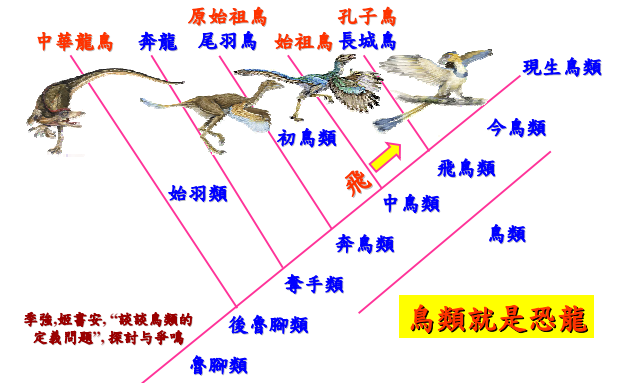 原始祖鳥
孔子鳥
中華龍鳥
奔龍
尾羽鳥
始祖鳥
長城鳥
現生鳥類
初鳥類
今鳥類
飛
飛鳥類
始羽類
中鳥類
鳥類
奔鳥類
奪手類
季強,姬書安, “談談鳥類的
定義問題”, 探討与爭鳴
後魯腳類
鳥類就是恐龍
魯腳類